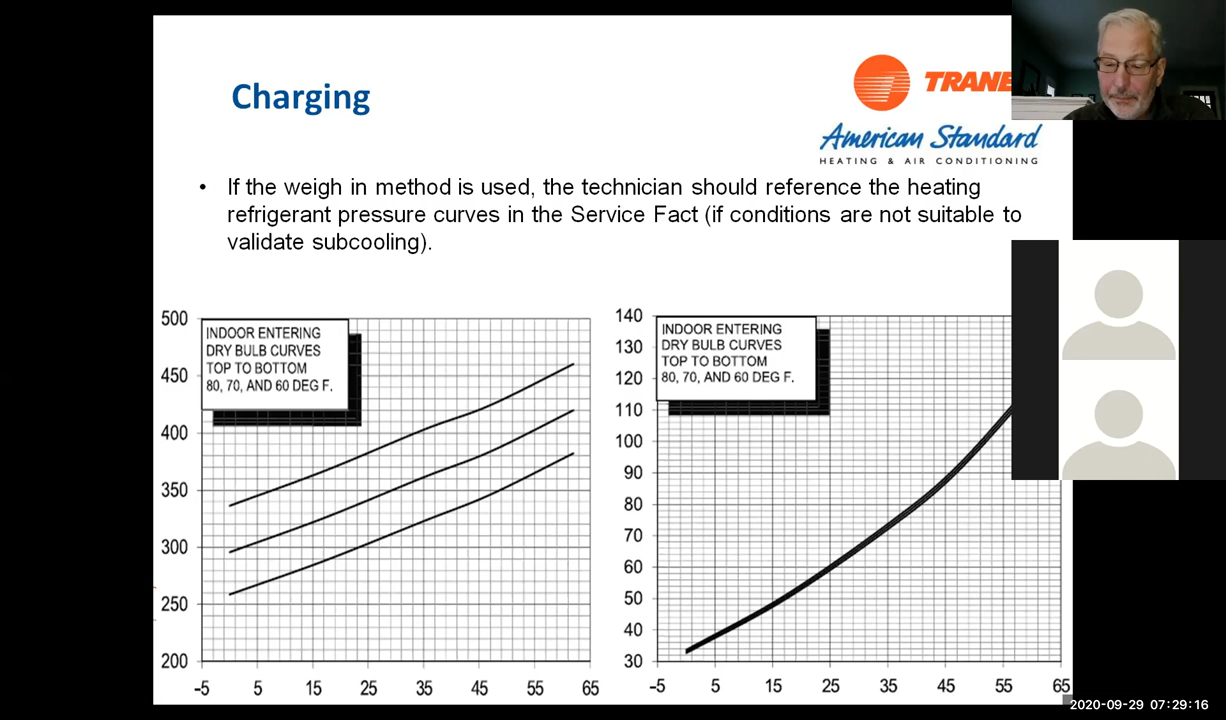 Charging
TRANE
American Standard
HEATING & AIR CONDITIONING
• If the weigh in method is used, the technician should reference the heating
refrigerant pressure curves in the Service Fact (if conditions are not suitable to
validate subcooling).
500
450
400
350
300
250
200
INDOOR ENTERING
DRY BULB CURVES
TOP TO BOTTOM
80, 70, AND 60 DEG F.
–5 5 15 25 35 45 55 65
140
130
120
110
100
90
80
70
60
50
40
30
INDOOR ENTERING
DRY BULB CURVES
TOP TO BOTTOM
80, 70, AND 60 DEG F.
–5 5 15 25 35 45 55 65
2020-09-29 07:29:16